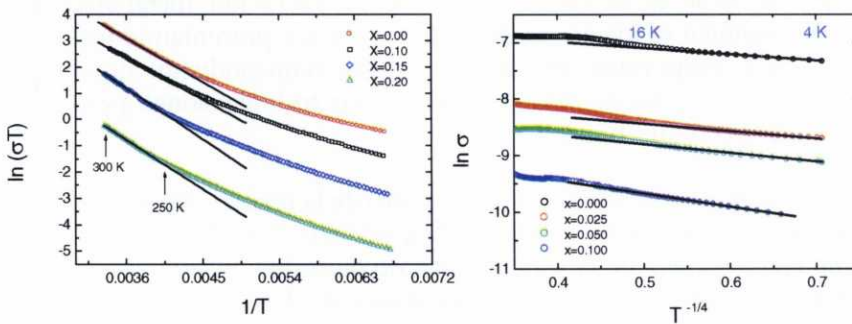 4
3
2
1
0
-1
-2
-3
-4
-5
ln (σT)
X=0.00
X=0.10
X=0.15
X=0.20
300 K
250 K
0.0036 0.0045 0.0054 0.0063 0.0072
1/T
-7
-8
-9
-10
-11
ln σ
16 K 4 K
x=0.000
x=0.025
x=0.050
x=0.100
0.4 0.5 0.6 0.7
T -1/4